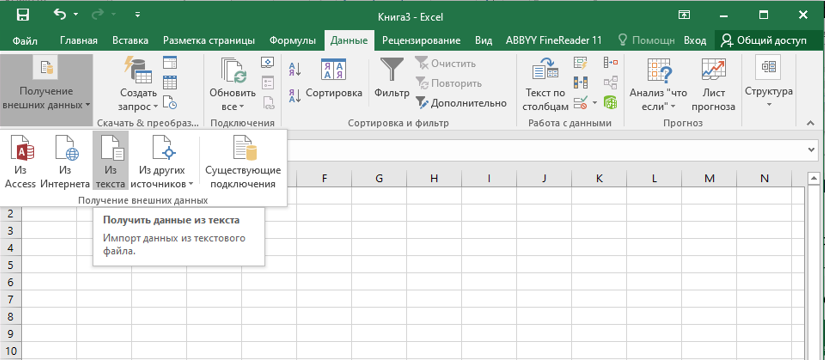 Книга3 - Excel
Файл Главная Вставка Разметка страницы Формулы Данные Рецензирование Вид ABBYY FineReader 11 Помощн Вход Общий доступ
Получение внешних данных
Создать запрос
Скачать & преобраз...
Обновить все
Подключения
А Я
Я А
Сортировка
Фильтр
Очистить
Повторить
Дополнительно
Сортировка и фильтр
Текст по столбцам
Работа с данными
Анализ "что если"
Лист прогноза
Прогноз
Структура
Из Access
Из Интернета
Из текста
Из других источников
Существующие подключения
Получение внешних данных
F G H I J K L M N
Получить данные из текста
Импорт данных из текстового
файла.
2
3
4
5
6
7
8
9
10